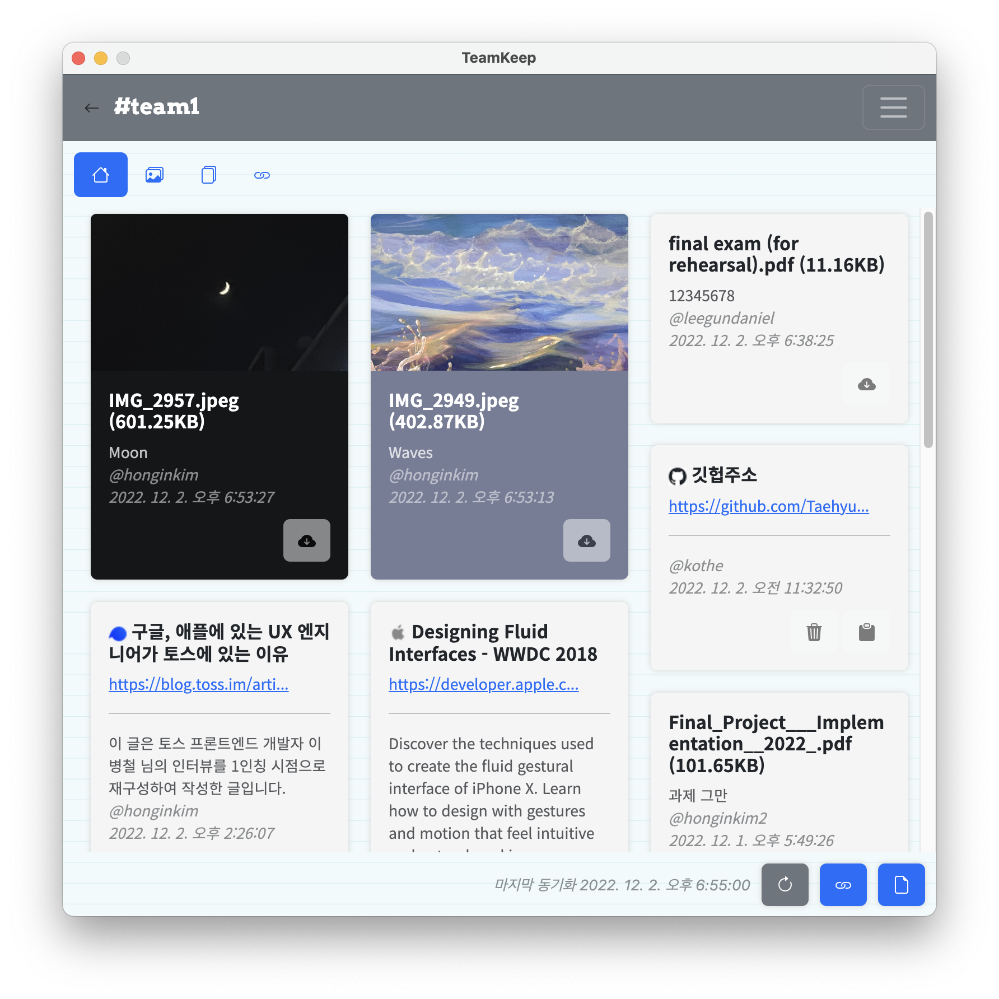 TeamKeep
#team1
IMG_2957.jpeg
(601.25KB)
Moon
@honginkim
2022. 12. 2. 오후 6:53:27
IMG_2949.jpeg
(402.87KB)
Waves
@honginkim
2022. 12. 2. 오후 6:53:13
final exam (for
rehearsal).pdf (11.16KB)
12345678
@leegundaniel
2022. 12. 2. 오후 6:38:25
깃헙주소
https://github.com/Taehyu...
@kothe
2022. 12. 2. 오전 11:32:50
구글, 애플에 있는 UX 엔지
니어가 토스에 있는 이유
https://blog.toss.im/arti...
이 글은 토스 프론트엔드 개발자 이
병철 님의 인터뷰를 1인칭 시점으로
재구성하여 작성한 글입니다.
@honginkim
2022. 12. 2. 오후 2:26:07
Designing Fluid
Interfaces - WWDC 2018
https://developer.apple.c...
Discover the techniques used
to create the fluid gestural
interface of iPhone X. Learn
how to design with gestures
and motion that feel intuitive
Final_Project___Implem
entation__2022_.pdf
(101.65KB)
과제 그만
@honginkim2
2022. 12. 1. 오후 5:49:26
마지막 동기화 2022. 12. 2. 오후 6:55:00